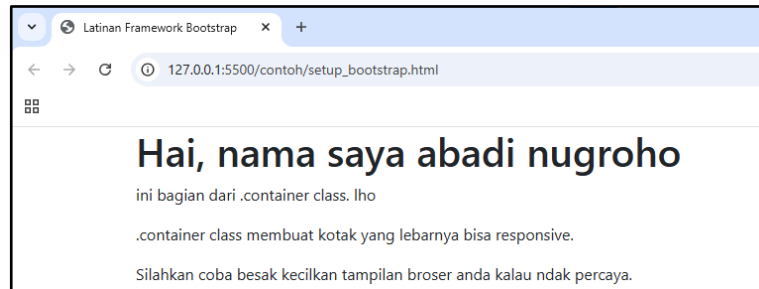 Latinan Framework Bootstrap
127.0.0.1:5500/contoh/setup_bootstrap.html
Hai, nama saya abadi nugroho
ini bagian dari .container class. lho
.container class membuat kotak yang lebarnya bisa responsive.
Silahkan coba besak kecilkan tampilan broser anda kalau ndak percaya.